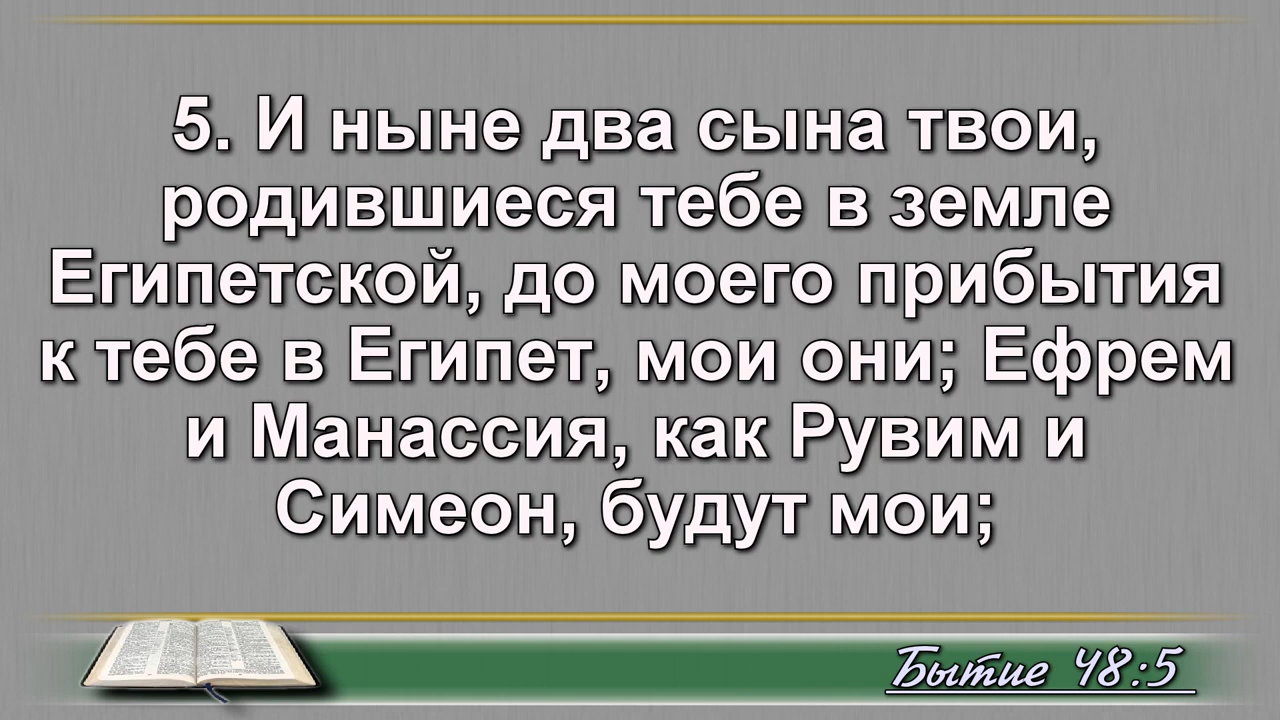 5. И ныне два сына твои,
родившиеся тебе в земле
Египетской, до моего прибытия
к тебе в Египет, мои они; Ефрем
и Манассия, как Рувим и
Симеон, будут мои;
Бытие 48:5